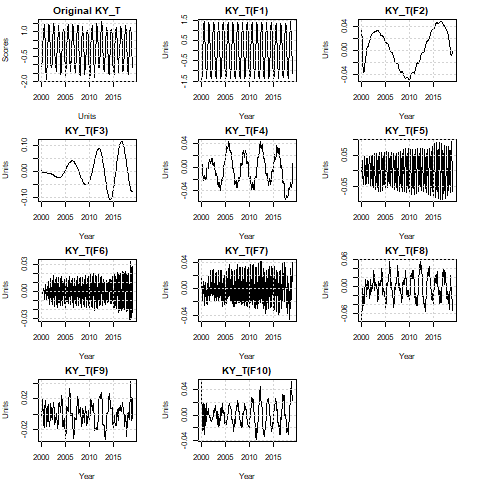 Original KY_T
KY_T(F1)
KY_T(F2)
Scores
1.0
-0.5
-2.0
Units
1.5
0.5
-0.5
-1.5
Units
0.04
0.00
-0.04
2000 2005 2010 2015
2000 2005 2010 2015
2000 2005 2010 2015
Units
Year
Year
KY_T(F3)
KY_T(F4)
KY_T(F5)
Units
0.10
0.00
-0.10
Units
0.04
0.00
-0.04
Units
0.05
-0.05
2000 2005 2010 2015
2000 2005 2010 2015
2000 2005 2010 2015
Year
Year
Year
KY_T(F6)
KY_T(F7)
KY_T(F8)
Units
0.03
0.00
-0.03
Units
0.04
0.00
-0.04
Units
0.06
0.00
-0.06
2000 2005 2010 2015
2000 2005 2010 2015
2000 2005 2010 2015
Year
Year
Year
KY_T(F9)
KY_T(F10)
Units
0.02
-0.02
Units
0.04
0.00
-0.04
2000 2005 2010 2015
2000 2005 2010 2015
Year
Year